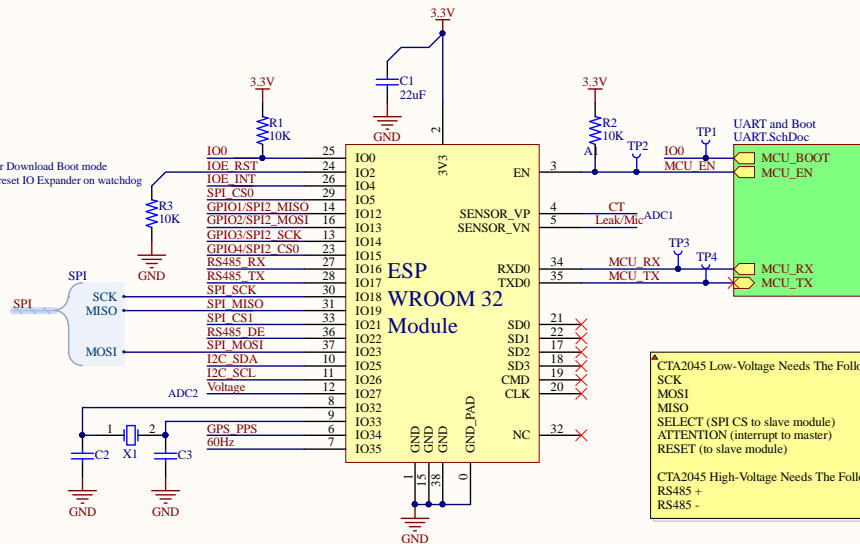 3.3V
C1
22uF
GND
3.3V
R1
10K
3.3V
R2
10K
A1
TP2
TP1
UART and Boot
UART.SchDoc
r Download Boot mode
reset IO Expander on watchdog
R3
10K
GND
IO0 25 IO0
IOE_RST 24 IO2
IOE_INT 26 IO4
SPI_CS0 29 IO5
GPIO1/SPI2_MISO 14 IO12
GPIO2/SPI2_MOSI 16 IO13
GPIO3/SPI2_SCK 13 IO14
GPIO4/SPI2_CS0 23 IO15
RS485_RX 27 IO16
RS485_TX 28 IO17
SPI_SCK 30 IO18
SPI_MISO 31 IO19
SPI_CS1 33 IO21
RS485_DE 36 IO22
SPI_MOSI 37 IO23
I2C_SDA 10 IO25
I2C_SCL 11 IO26
ADC2 Voltage 12 IO27
8 IO32
9 IO33
GPS_PPS 6 IO34
60Hz 7 IO35
SPI
SPI
SCK
MISO
MOSI
1 2
C2 X1 C3
GND GND
2
3V3
ESP
WROOM 32
Module
EN 3
SENSOR_VP 4 CT
SENSOR_VN 5 Leak/Mic ADC1
RXD0 34 MCU_RX
TXD0 35 MCU_TX
TP3
TP4
SD0 21
SD1 22
SD2 17
SD3 18
CMD 19
CLK 20
NC 32
GND GND GND GND_PAD
1 15 38 0
GND
IO0 MCU_BOOT
MCU_EN MCU_EN
MCU_RX
MCU_TX
CTA2045 Low-Voltage Needs The Follo
SCK
MOSI
MISO
SELECT (SPI CS to slave module)
ATTENTION (interrupt to master)
RESET (to slave module)
CTA2045 High-Voltage Needs The Follo
RS485 +
RS485 -